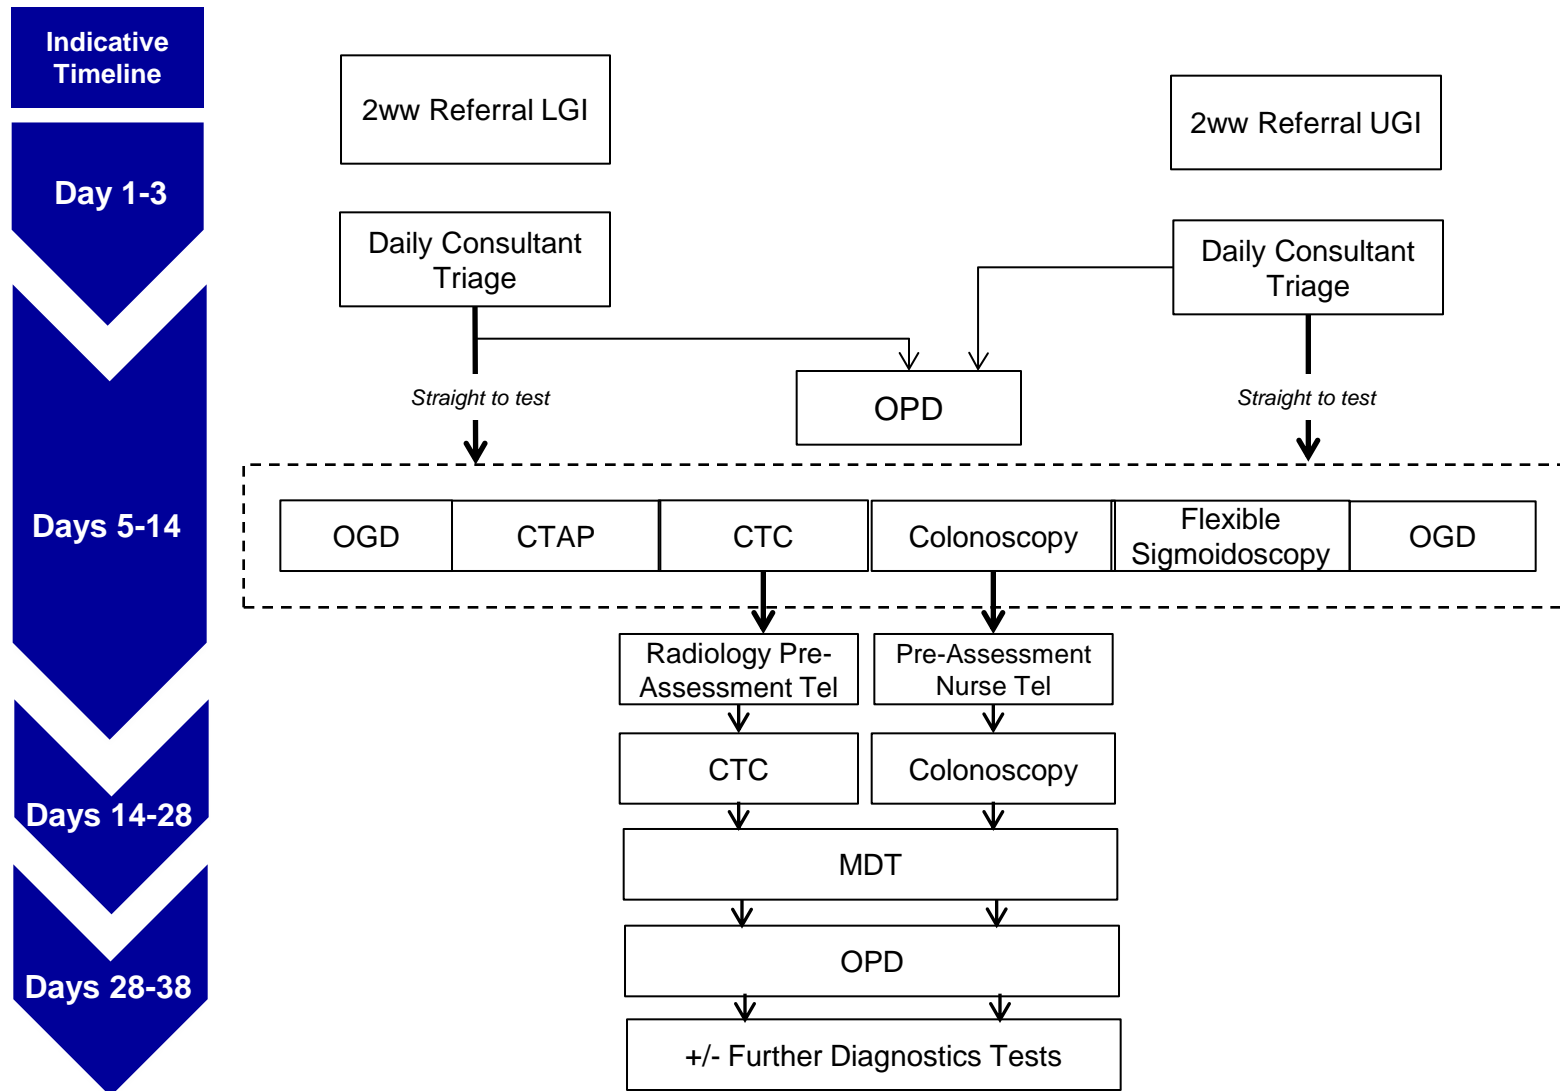 Indicative
Timeline
2ww Referral LGI
2ww Referral UGI
Day 1-3
Daily Consultant
Triage
Daily Consultant
Triage
Straight to test
OPD
Straight to test
Days 5-14
OGD
CTAP
CTC
Colonoscopy
Flexible
Sigmoidoscopy
OGD
Radiology Pre-
Assessment Tel
Pre-Assessment
Nurse Tel
CTC
Colonoscopy
Days 14-28
MDT
OPD
Days 28-38
+/- Further Diagnostics Tests